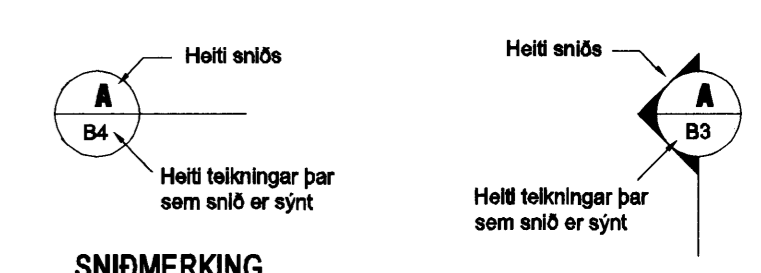 Heiti sniðs
A
B4
Heiti teikningar þar
sem snið er sýnt
Heiti sniðs
A
B3
Heiti teikningar þar
sem snið er sýnt
SNIÐMERKING